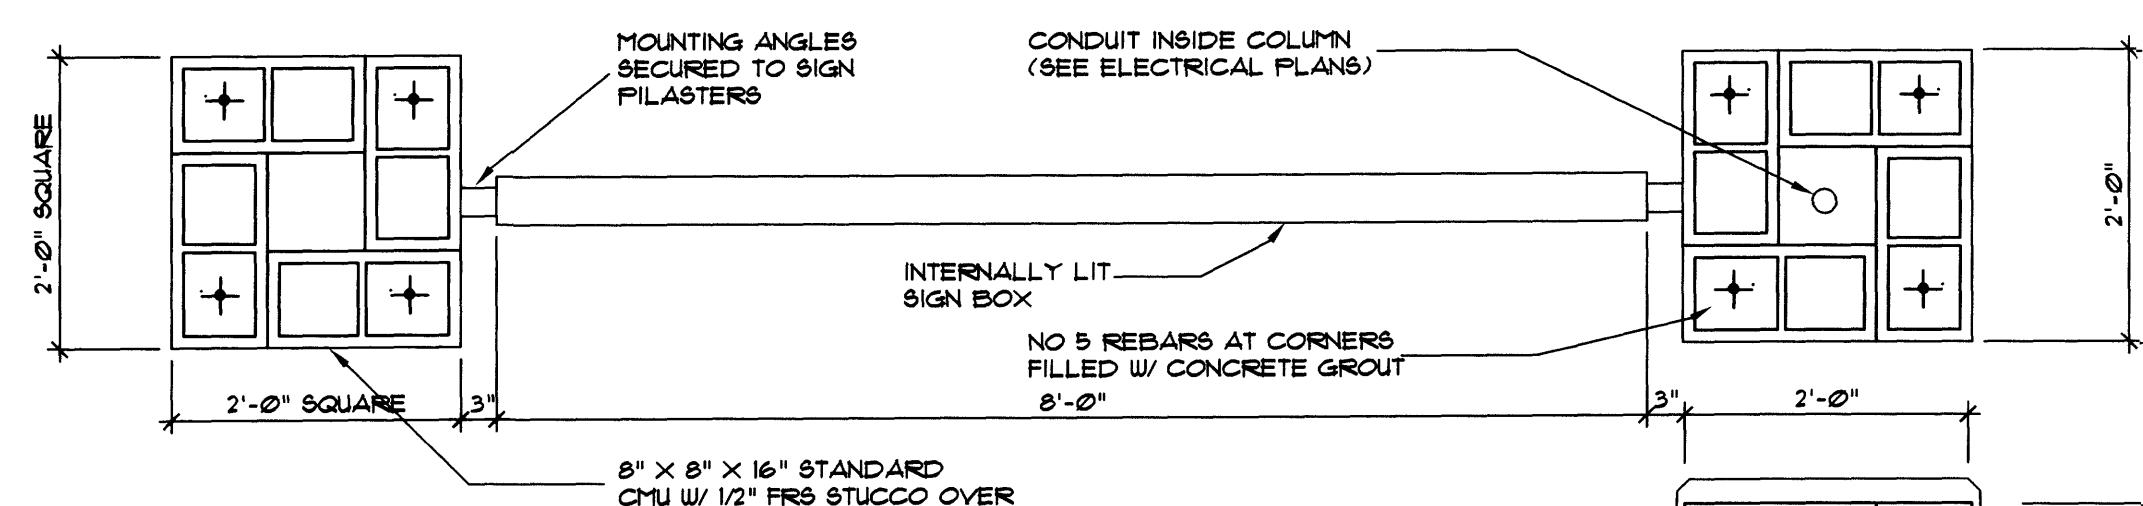 MOUNTING ANGLES
SECURED TO SIGN
PILASTERS
CONDUIT INSIDE COLUMN
(SEE ELECTRICAL PLANS)
2'-0" SQUARE
2'-0"
INTERNALLY LIT
SIGN BOX
NO 5 REBARS AT CORNERS
FILLED W/ CONCRETE GROUT
2'-0" SQUARE
3"
8'-0"
3"
2'-0"
8" X 8" X 16" STANDARD
CMU W/ 1/2" FRS STUCCO OVER